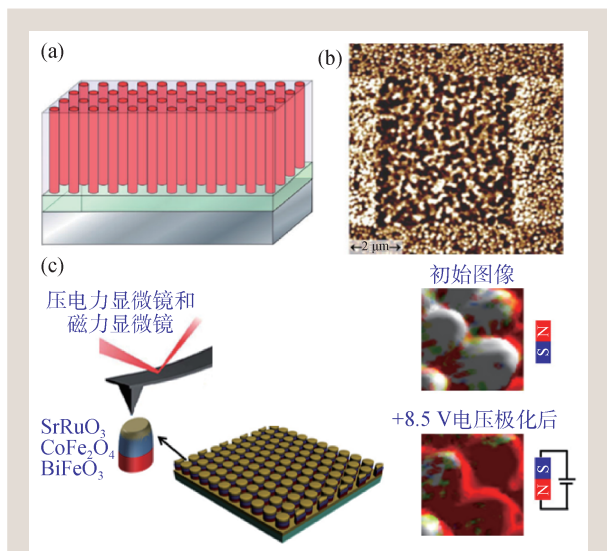 (a)
(b)
←2 μm→
(c)
压电力显微镜和
磁力显微镜
SrRuO₃
CoFe₂O₄
BiFeO₃
初始图像
N
S
+8.5 V电压极化后
S
N